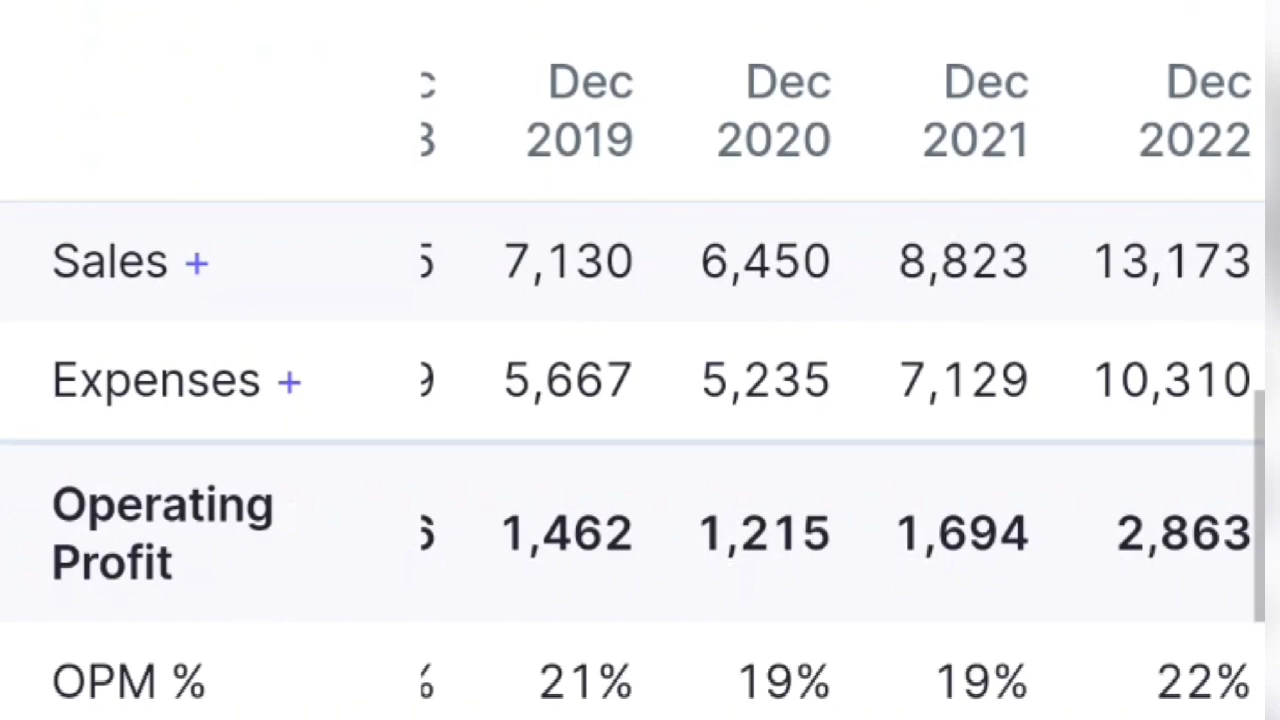 Dec Dec Dec Dec
2019 2020 2021 2022
Sales + 7,130 6,450 8,823 13,173
Expenses + 5,667 5,235 7,129 10,310
Operating
Profit 1,462 1,215 1,694 2,863
OPM % % 21% 19% 19% 22%